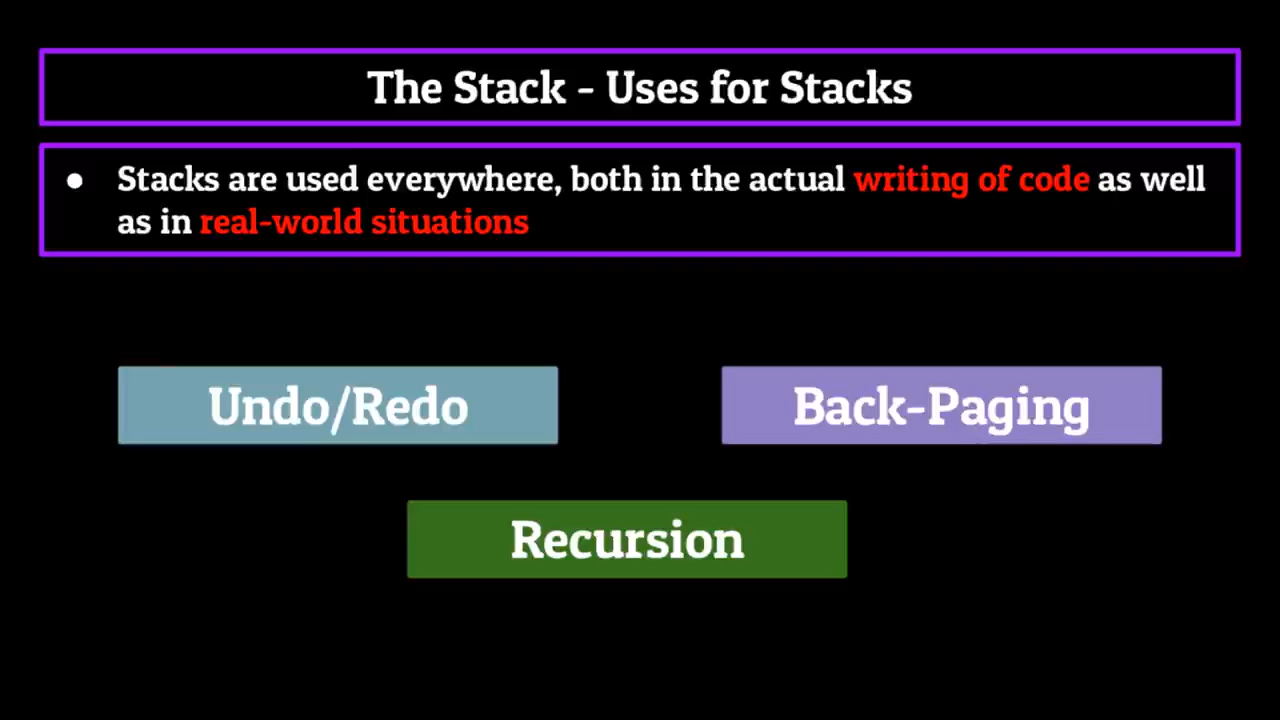 The Stack - Uses for Stacks
● Stacks are used everywhere, both in the actual writing of code as well
as in real-world situations
Undo/Redo
Back-Paging
Recursion